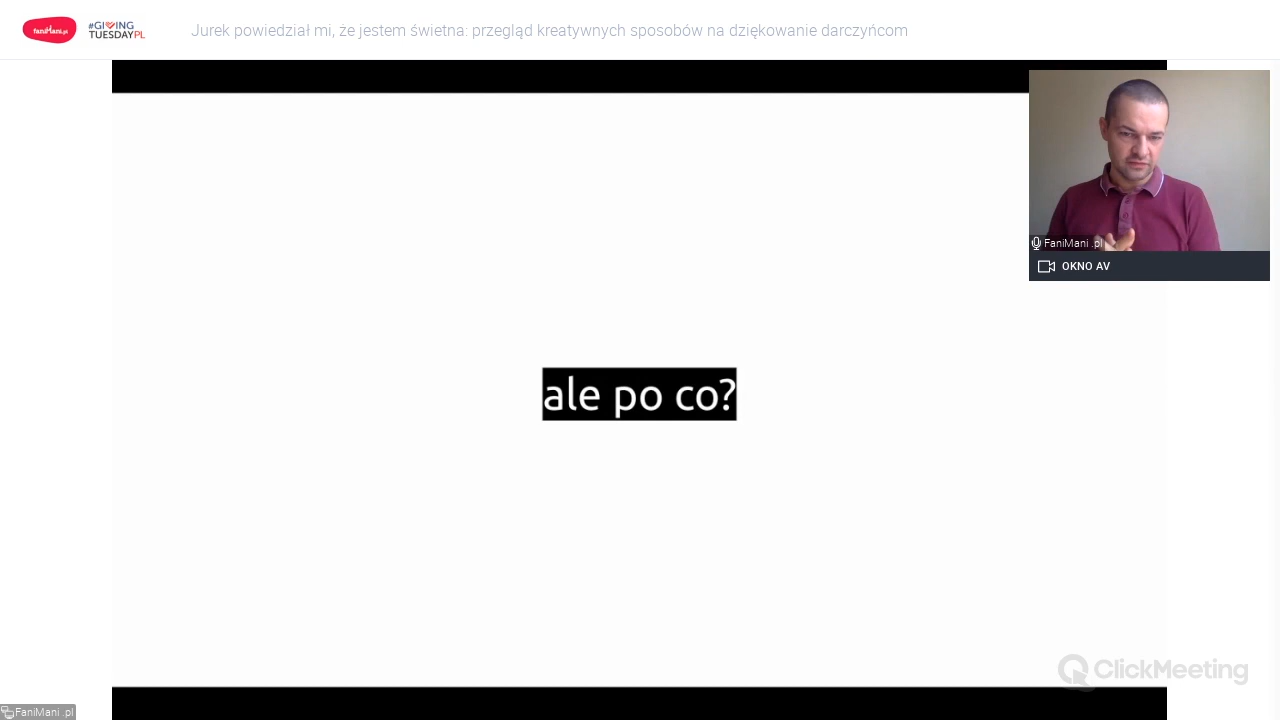 faniMani.pl
#GIVING
TUESDAYPL
Jurek powiedział mi, że jestem świetna: przegląd kreatywnych sposobów na dziękowanie darczyńcom
FaniMani .pl
OKNO AV
ale po co?
ClickMeeting
FaniMani .pl